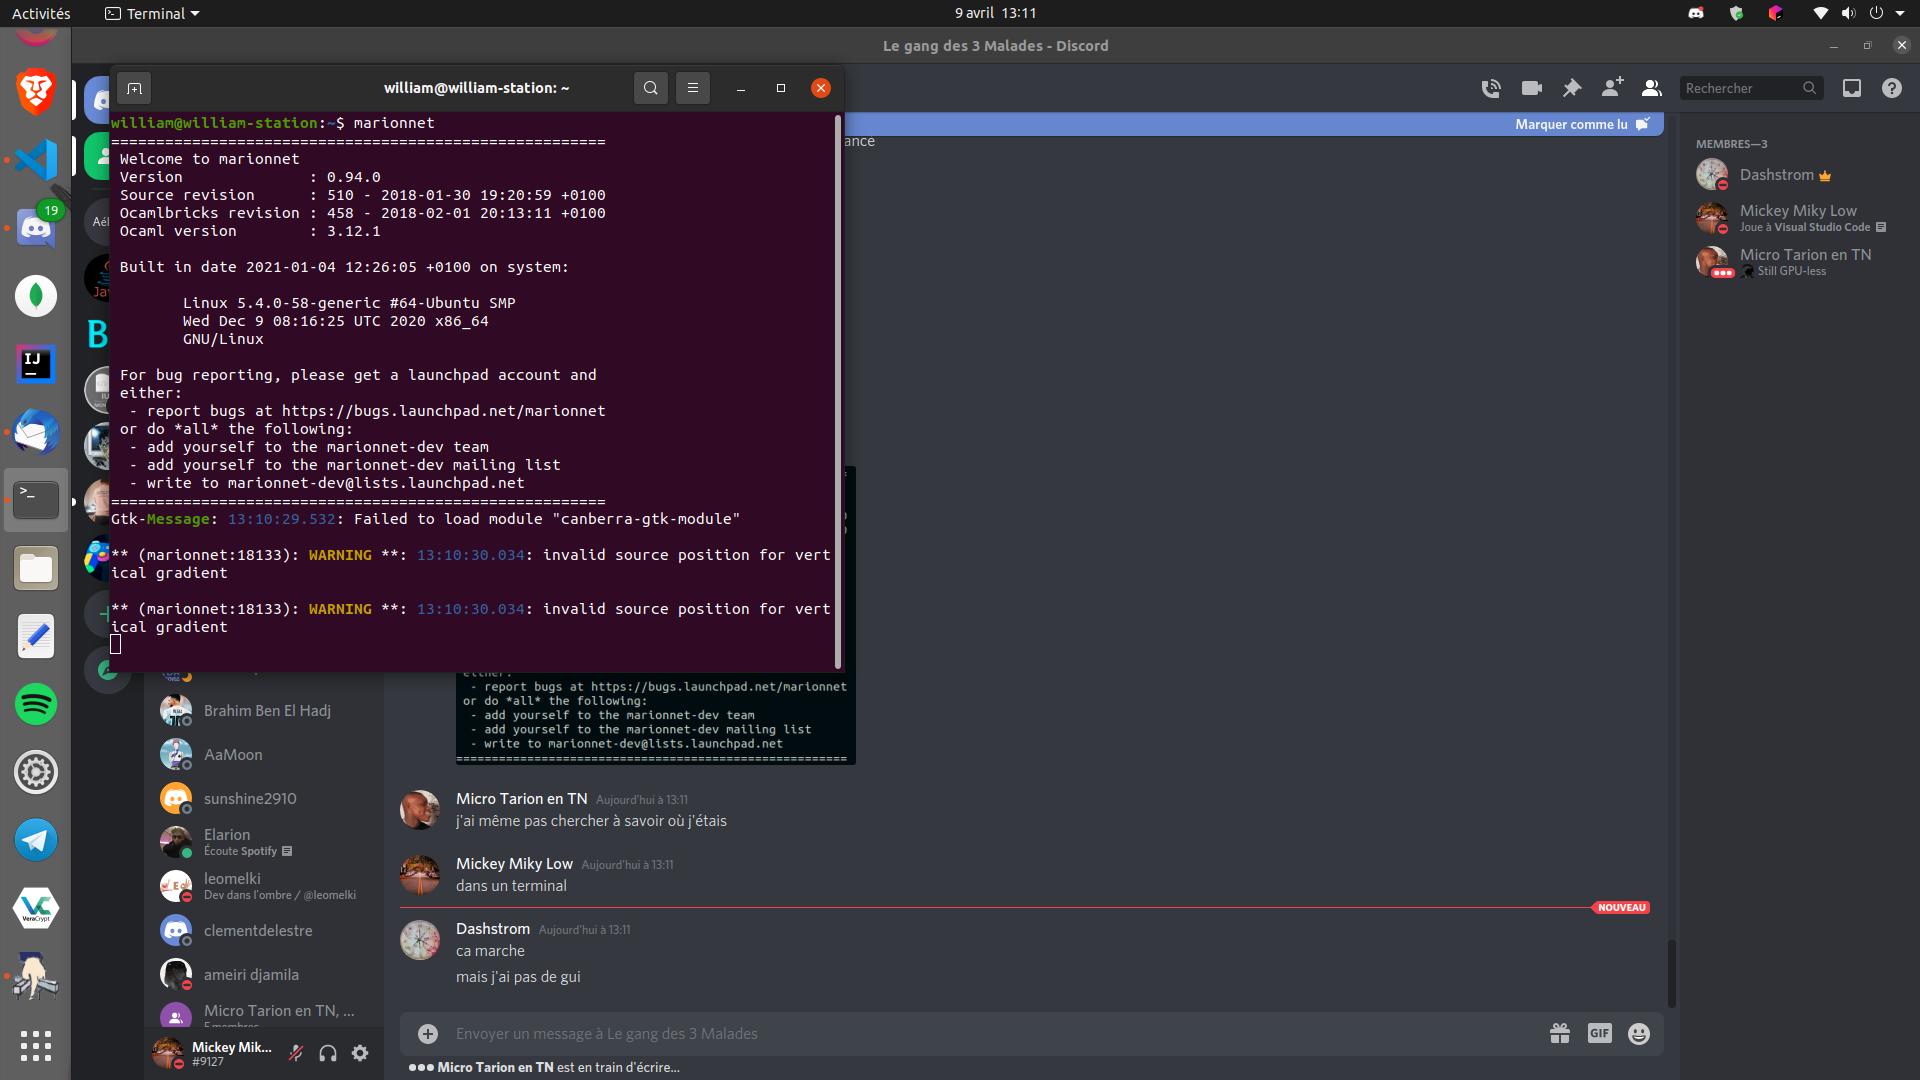 Activités
Terminal
9 avril 13:11
Le gang des 3 Malades - Discord
william@william-station: ~
Rechercher
Marquer comme lu
ance
william@william-station:~$ marionnet
=======================================================
Welcome to marionnet
Version : 0.94.0
Source revision : 510 - 2018-01-30 19:20:59 +0100
Ocamlbricks revision : 458 - 2018-02-01 20:13:11 +0100
Ocaml version : 3.12.1
Built in date 2021-01-04 12:26:05 +0100 on system:
Linux 5.4.0-58-generic #64-Ubuntu SMP
Wed Dec 9 08:16:25 UTC 2020 x86_64
GNU/Linux
For bug reporting, please get a launchpad account and
either:
- report bugs at https://bugs.launchpad.net/marionnet
or do *all* the following:
- add yourself to the marionnet-dev team
- add yourself to the marionnet-dev mailing list
- write to marionnet-dev@lists.launchpad.net
=======================================================
Gtk-Message: 13:10:29.532: Failed to load module "canberra-gtk-module"
** (marionnet:18133): WARNING **: 13:10:30.034: invalid source position for vert
ical gradient
** (marionnet:18133): WARNING **: 13:10:30.034: invalid source position for vert
ical gradient
19
Aél
Jav
B
IJ
>_
VeraCrypt
MEMBRES—3
Dashstrom
Mickey Miky Low
Joue à Visual Studio Code
Micro Tarion en TN
Still GPU-less
Brahim Ben El Hadj
AaMoon
sunshine2910
Elarion
Écoute Spotify
leomelki
Dev dans l'ombre / @leomelki
clementdelestre
ameiri djamila
Micro Tarion en TN, ...
5 membres
Mickey Mik...
#9127
either:
- report bugs at https://bugs.launchpad.net/marionnet
or do *all* the following:
- add yourself to the marionnet-dev team
- add yourself to the marionnet-dev mailing list
- write to marionnet-dev@lists.launchpad.net
=======================================================
Micro Tarion en TN Aujourd'hui à 13:11
j'ai même pas chercher à savoir où j'étais
Mickey Miky Low Aujourd'hui à 13:11
dans un terminal
NOUVEAU
Dashstrom Aujourd'hui à 13:11
ca marche
mais j'ai pas de gui
Envoyer un message à Le gang des 3 Malades
GIF
Micro Tarion en TN est en train d'écrire...